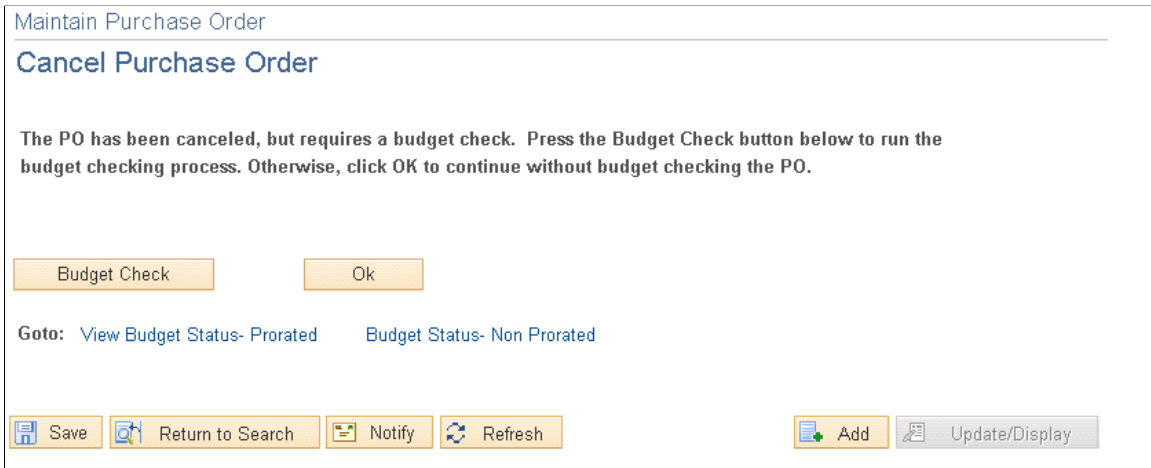 Maintain Purchase Order
Cancel Purchase Order
The PO has been canceled, but requires a budget check.  Press the Budget Check button below to run the
budget checking process. Otherwise, click OK to continue without budget checking the PO.
Budget Check Ok
Goto: View Budget Status- Prorated Budget Status- Non Prorated
Save Return to Search Notify Refresh Add Update/Display